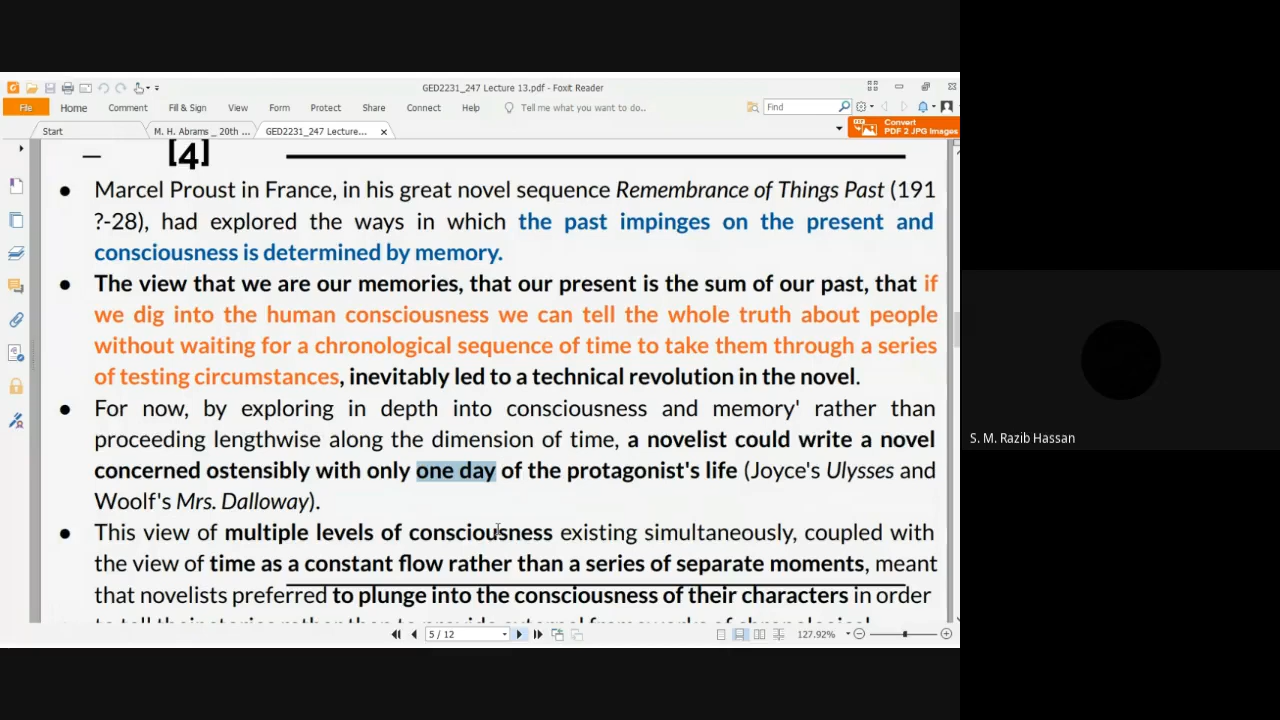 GED2231_247 Lecture 13.pdf - Foxit Reader
File Home Comment Fill & Sign View Form Protect Share Connect Help Tell me what you want to do.. Find
Convert
PDF 2 JPG Images
Start M. H. Abrams _ 20th ... GED2231_247 Lecture...
[4]
● Marcel Proust in France, in his great novel sequence Remembrance of Things Past (191
?-28), had explored the ways in which the past impinges on the present and
consciousness is determined by memory.
● The view that we are our memories, that our present is the sum of our past, that if
we dig into the human consciousness we can tell the whole truth about people
without waiting for a chronological sequence of time to take them through a series
of testing circumstances, inevitably led to a technical revolution in the novel.
● For now, by exploring in depth into consciousness and memory' rather than
proceeding lengthwise along the dimension of time, a novelist could write a novel
concerned ostensibly with only one day of the protagonist's life (Joyce's Ulysses and
Woolf's Mrs. Dalloway).
● This view of multiple levels of consciousness existing simultaneously, coupled with
the view of time as a constant flow rather than a series of separate moments, meant
that novelists preferred to plunge into the consciousness of their characters in order
5 / 12
127.92%
S. M. Razib Hassan